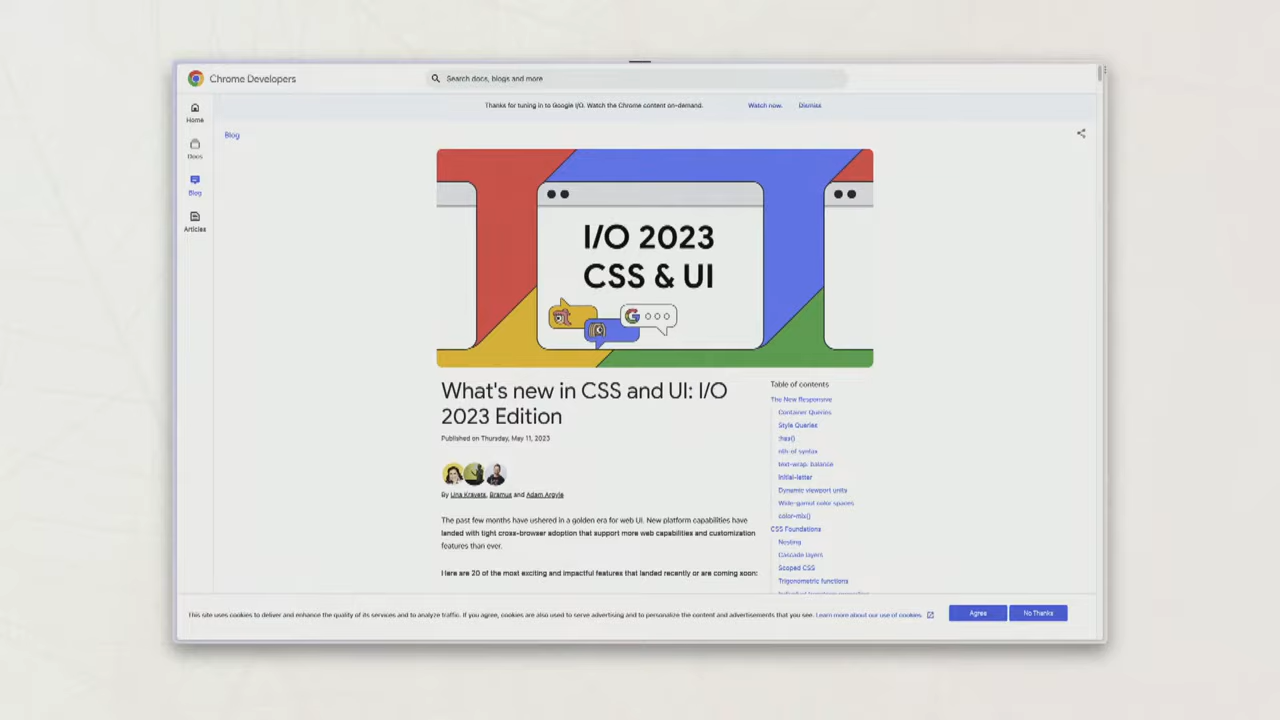 Chrome Developers
Search docs, blogs and more
Thanks for tuning in to Google I/O. Watch the Chrome content on-demand.
Watch now.
Dismiss
Home
Docs
Blog
Articles
Blog
I/O 2023
CSS & UI
What's new in CSS and UI: I/O
2023 Edition
Published on Thursday, May 11, 2023
By Una Kravets, Bramus and Adam Argyle
The past few months have ushered in a golden era for web UI. New platform capabilities have
landed with tight cross-browser adoption that support more web capabilities and customization
features than ever.
Here are 20 of the most exciting and impactful features that landed recently or are coming soon:
Table of contents
The New Responsive
Container Queries
Style Queries
:has()
nth-of syntax
text-wrap: balance
Initial-letter
Dynamic viewport units
Wide-gamut color spaces
color-mix()
CSS Foundations
Nesting
Cascade layers
Scoped CSS
Trigonometric functions
This site uses cookies to deliver and enhance the quality of its services and to analyze traffic. If you agree, cookies are also used to serve advertising and to personalize the content and advertisements that you see. Learn more about our use of cookies.
Agree
No Thanks